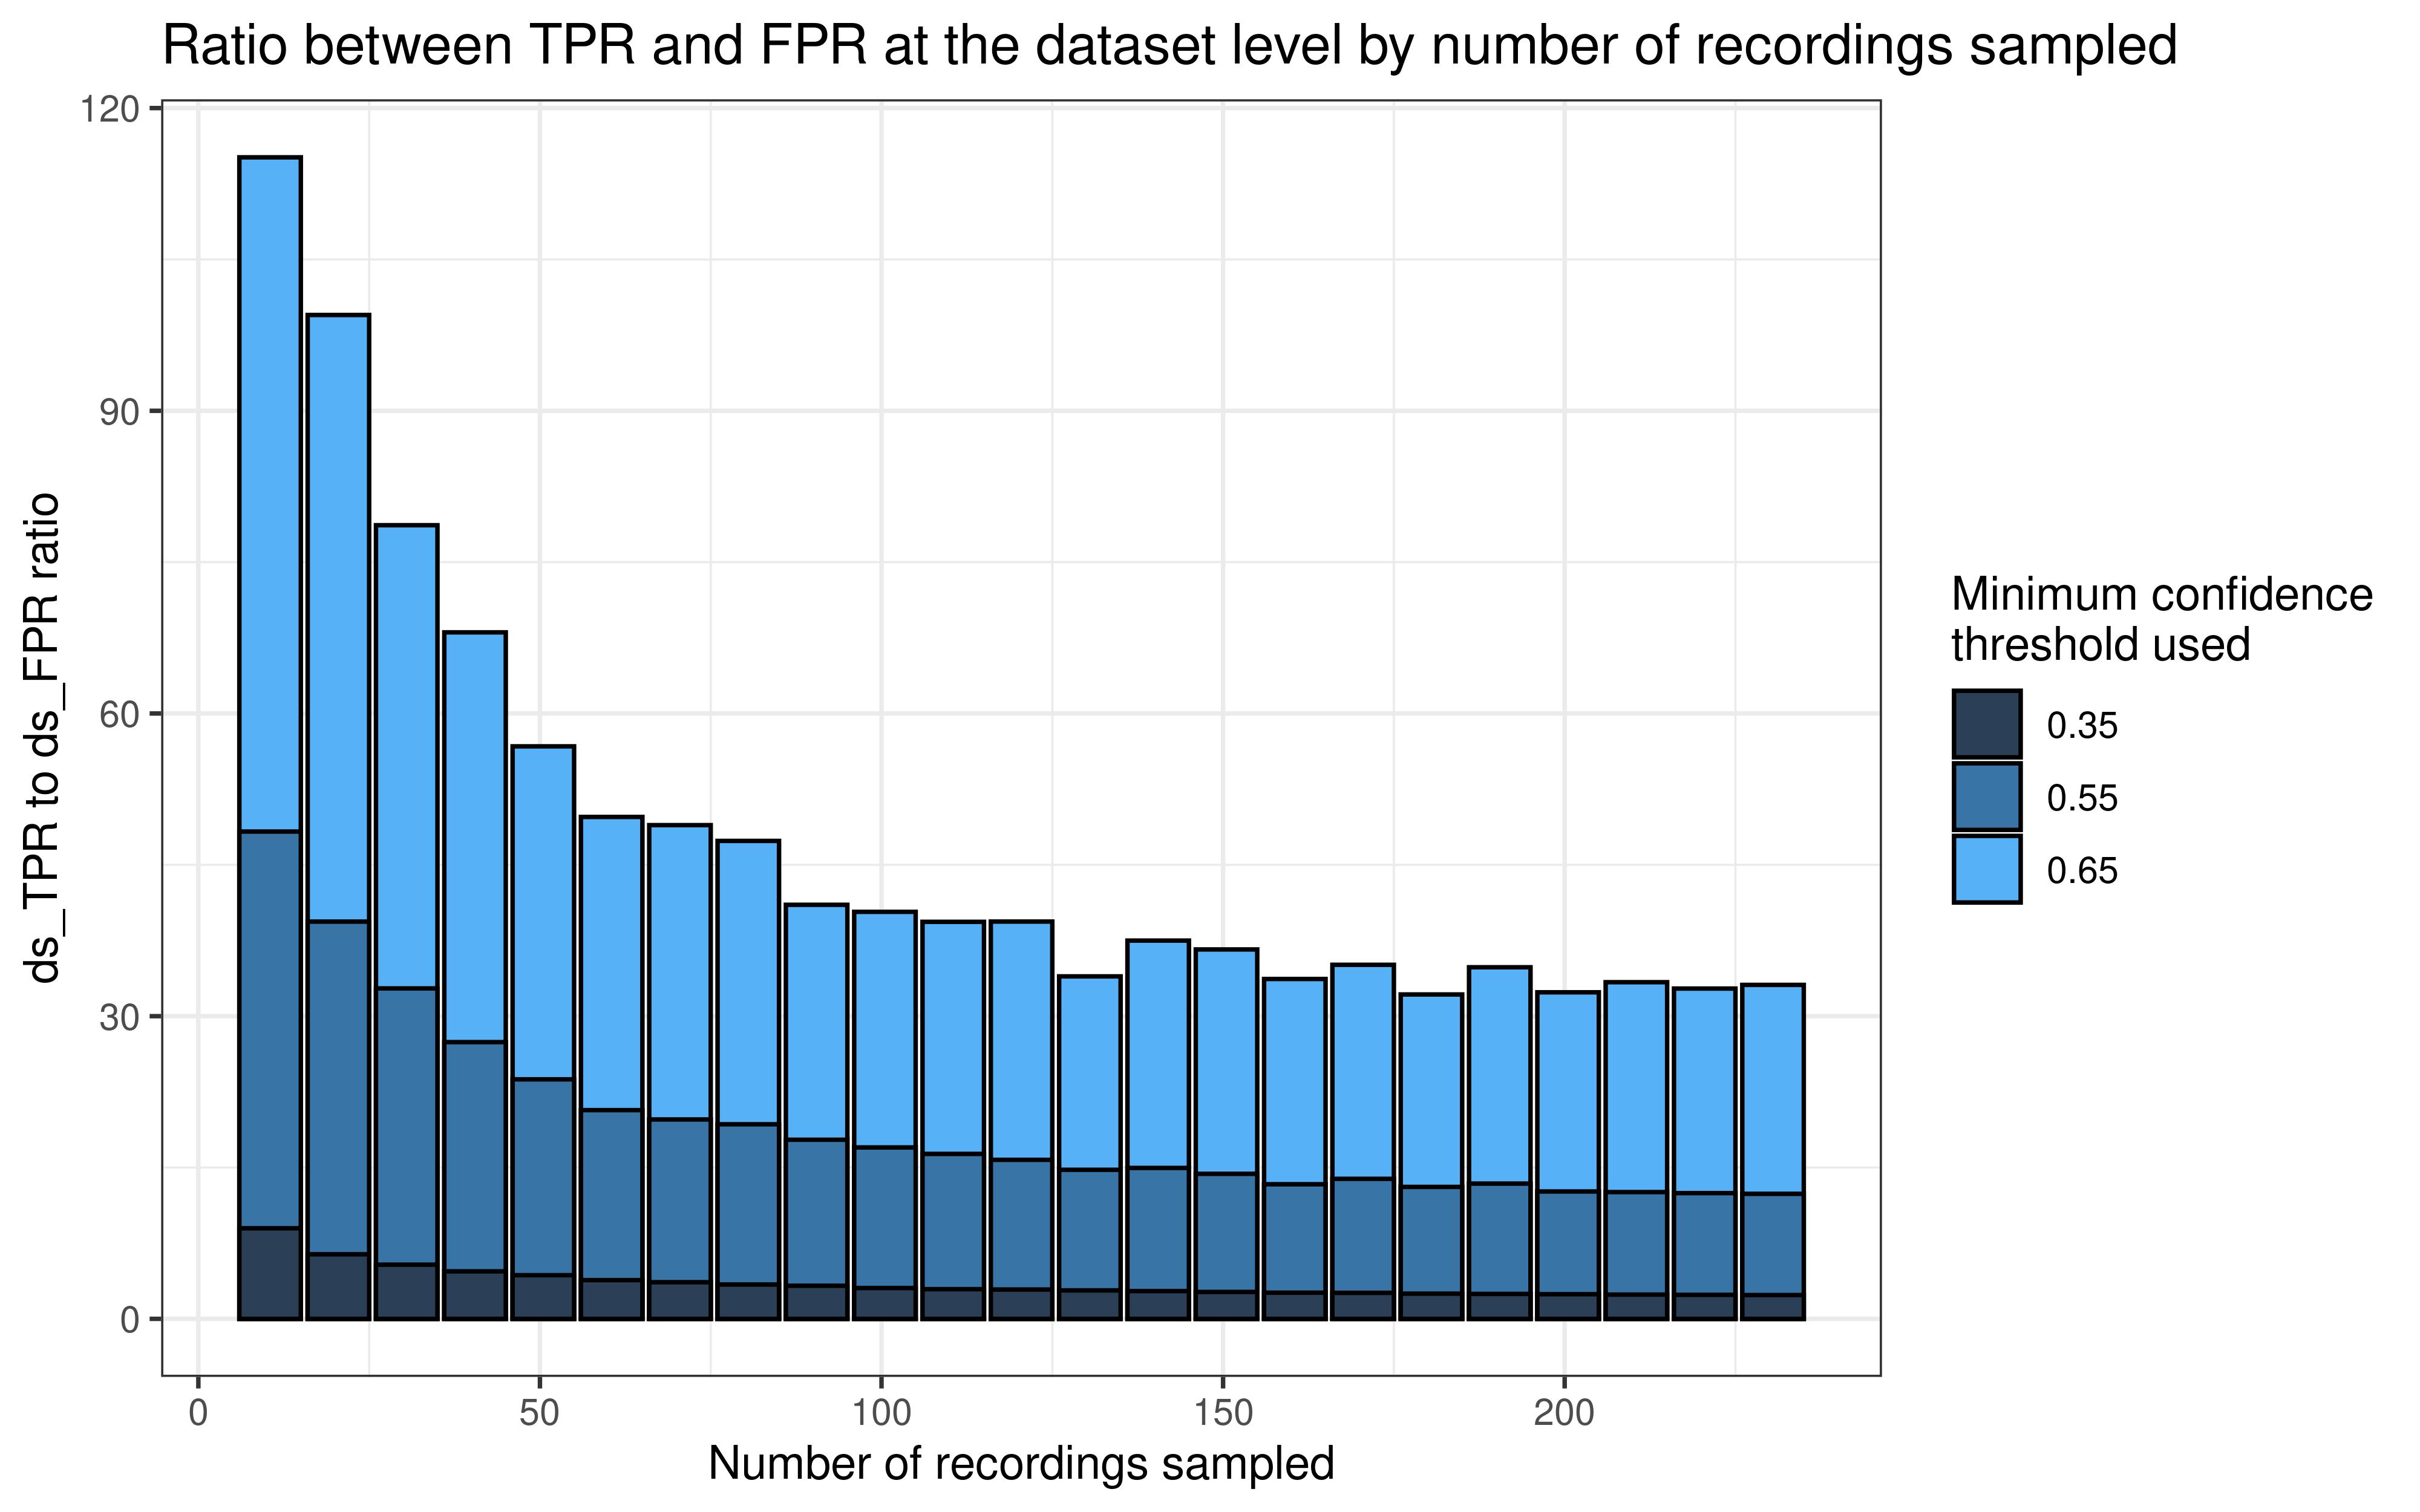 Ratio between TPR and FPR at the dataset level by number of recordings sampled
120
90
60
30
0
ds_TPR to ds_FPR ratio
0 50 100 150 200
Number of recordings sampled
Minimum confidence
threshold used
0.35
0.55
0.65